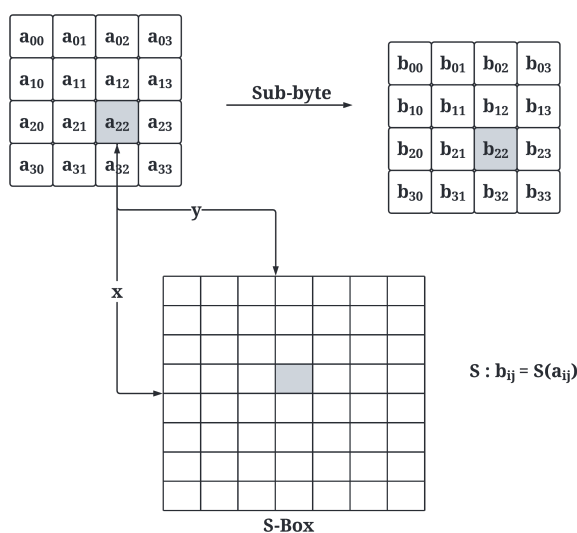 a00 a01 a02 a03
a10 a11 a12 a13
a20 a21 a22 a23
a30 a31 a32 a33
Sub-byte
b00 b01 b02 b03
b10 b11 b12 b13
b20 b21 b22 b23
b30 b31 b32 b33
y
x
S : bij = S(aij)
S-Box